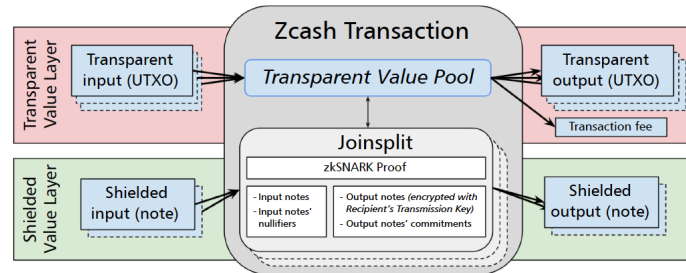 Zcash Transaction
Transparent
Value Layer
Transparent
input (UTXO)
Transparent Value Pool
Transparent
output (UTXO)
Transaction fee
Joinsplit
zkSNARK Proof
Shielded
Value Layer
Shielded
input (note)
- Input notes
- Input notes'
nullifiers
- Output notes (encrypted with
Recipient's Transmission Key)
- Output notes' commitments
Shielded
output (note)